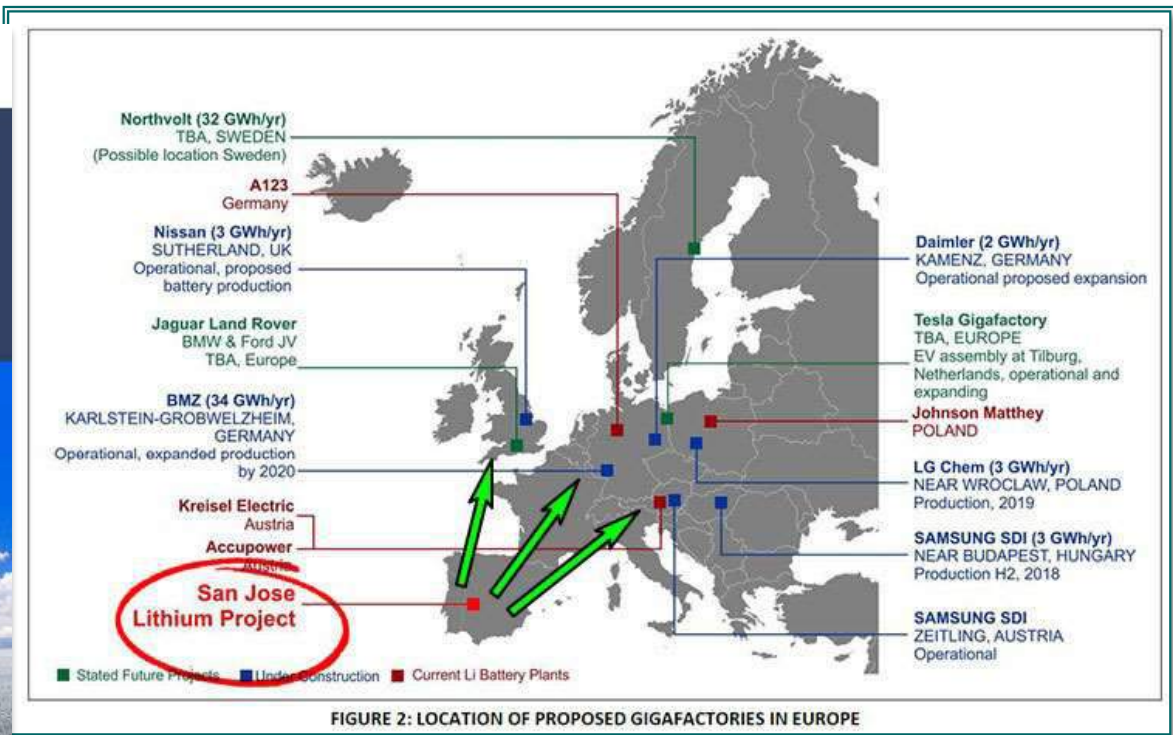 Northvolt (32 GWh/yr)
TBA, SWEDEN
(Possible location Sweden)
A123
Germany
Nissan (3 GWh/yr)
SUTHERLAND, UK
Operational, proposed
battery production
Jaguar Land Rover
BMW & Ford JV
TBA, Europe
BMZ (34 GWh/yr)
KARLSTEIN-GROBWELZHEIM,
GERMANY
Operational, expanded production
by 2020
Kreisel Electric
Austria
Accupower
Austria
San Jose
Lithium Project
Daimler (2 GWh/yr)
KAMENZ, GERMANY
Operational proposed expansion
Tesla Gigafactory
TBA, EUROPE
EV assembly at Tilburg,
Netherlands, operational and
expanding
Johnson Matthey
POLAND
LG Chem (3 GWh/yr)
NEAR WROCLAW, POLAND
Production, 2019
SAMSUNG SDI (3 GWh/yr)
NEAR BUDAPEST, HUNGARY
Production H2, 2018
SAMSUNG SDI
ZEITLING, AUSTRIA
Operational
Stated Future Projects Under Construction Current Li Battery Plants
FIGURE 2: LOCATION OF PROPOSED GIGAFACTORIES IN EUROPE